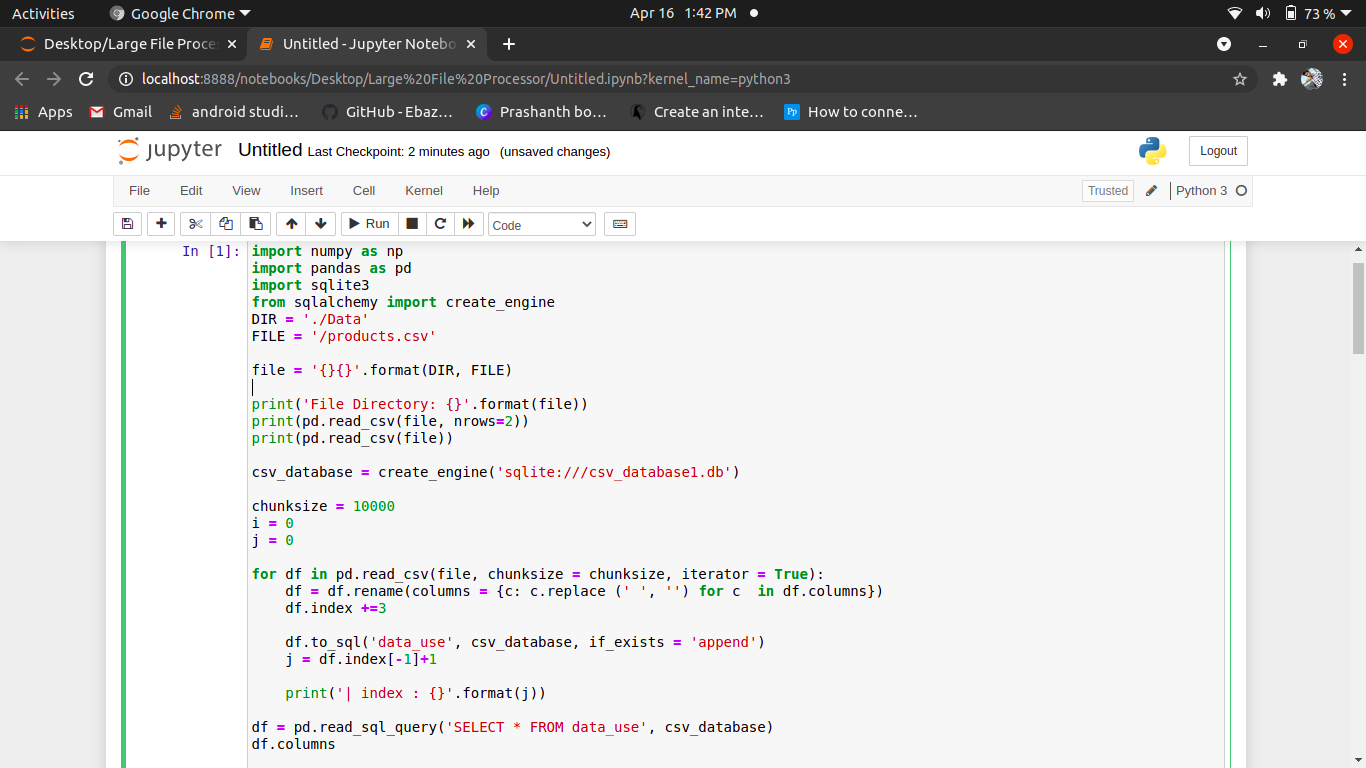 Activities Google Chrome Apr 16 1:42 PM 73 %
Desktop/Large File Proce Untitled - Jupyter Notebo
localhost:8888/notebooks/Desktop/Large%20File%20Processor/Untitled.ipynb?kernel_name=python3
Apps Gmail android studi... GitHub - Ebaz... Prashanth bo... Create an inte... Pp How to conne...
jupyter Untitled Last Checkpoint: 2 minutes ago (unsaved changes) Logout
File Edit View Insert Cell Kernel Help Trusted Python 3
Run Code
In [1]: import numpy as np
import pandas as pd
import sqlite3
from sqlalchemy import create_engine
DIR = './Data'
FILE = '/products.csv'
file = '{}{}'.format(DIR, FILE)
print('File Directory: {}'.format(file))
print(pd.read_csv(file, nrows=2))
print(pd.read_csv(file))
csv_database = create_engine('sqlite:///csv_database1.db')
chunksize = 10000
i = 0
j = 0
for df in pd.read_csv(file, chunksize = chunksize, iterator = True):
    df = df.rename(columns = {c: c.replace (' ', '') for c  in df.columns})
    df.index +=3
    df.to_sql('data_use', csv_database, if_exists = 'append')
    j = df.index[-1]+1
    print('| index : {}'.format(j))
df = pd.read_sql_query('SELECT * FROM data_use', csv_database)
df.columns